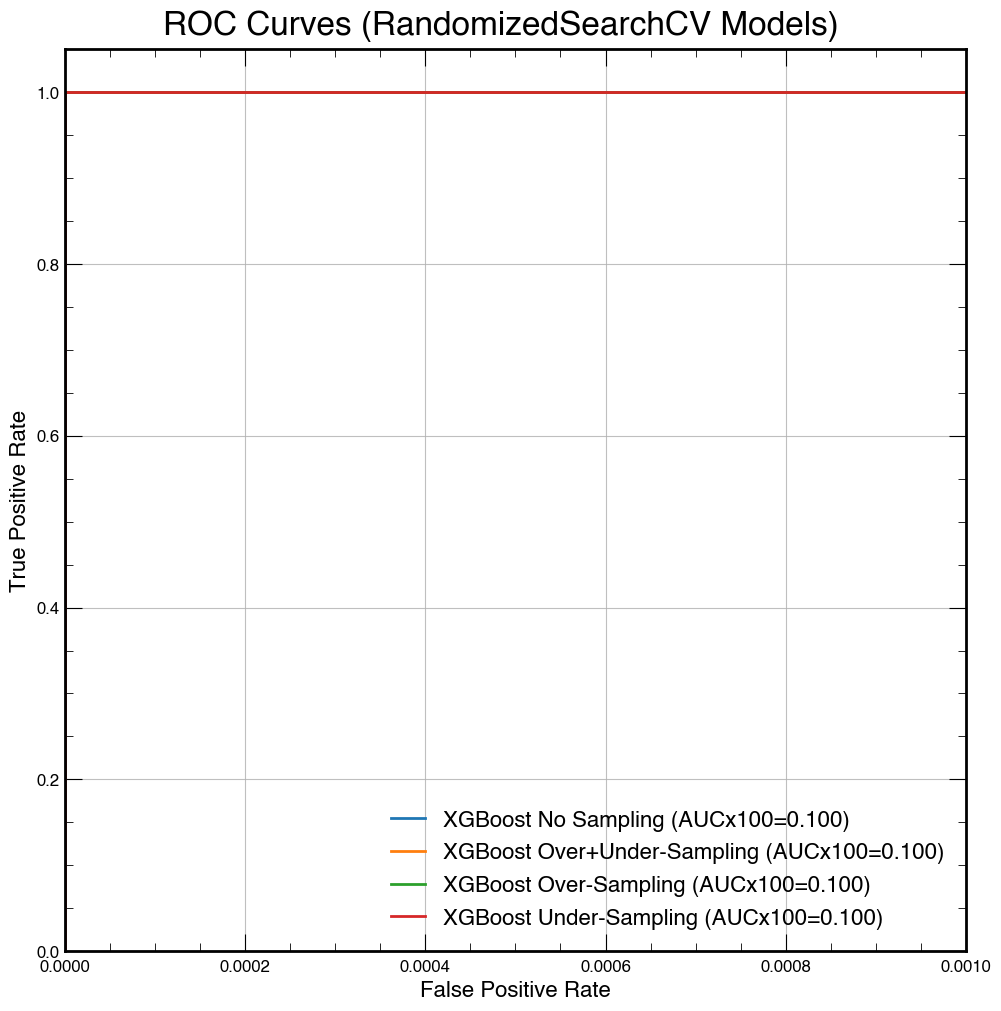 ROC Curves (RandomizedSearchCV Models)
1.0
0.8
0.6
0.4
0.2
0.0
True Positive Rate
XGBoost No Sampling (AUCx100=0.100)
XGBoost Over+Under-Sampling (AUCx100=0.100)
XGBoost Over-Sampling (AUCx100=0.100)
XGBoost Under-Sampling (AUCx100=0.100)
0.0000 0.0002 0.0004 0.0006 0.0008 0.0010
False Positive Rate